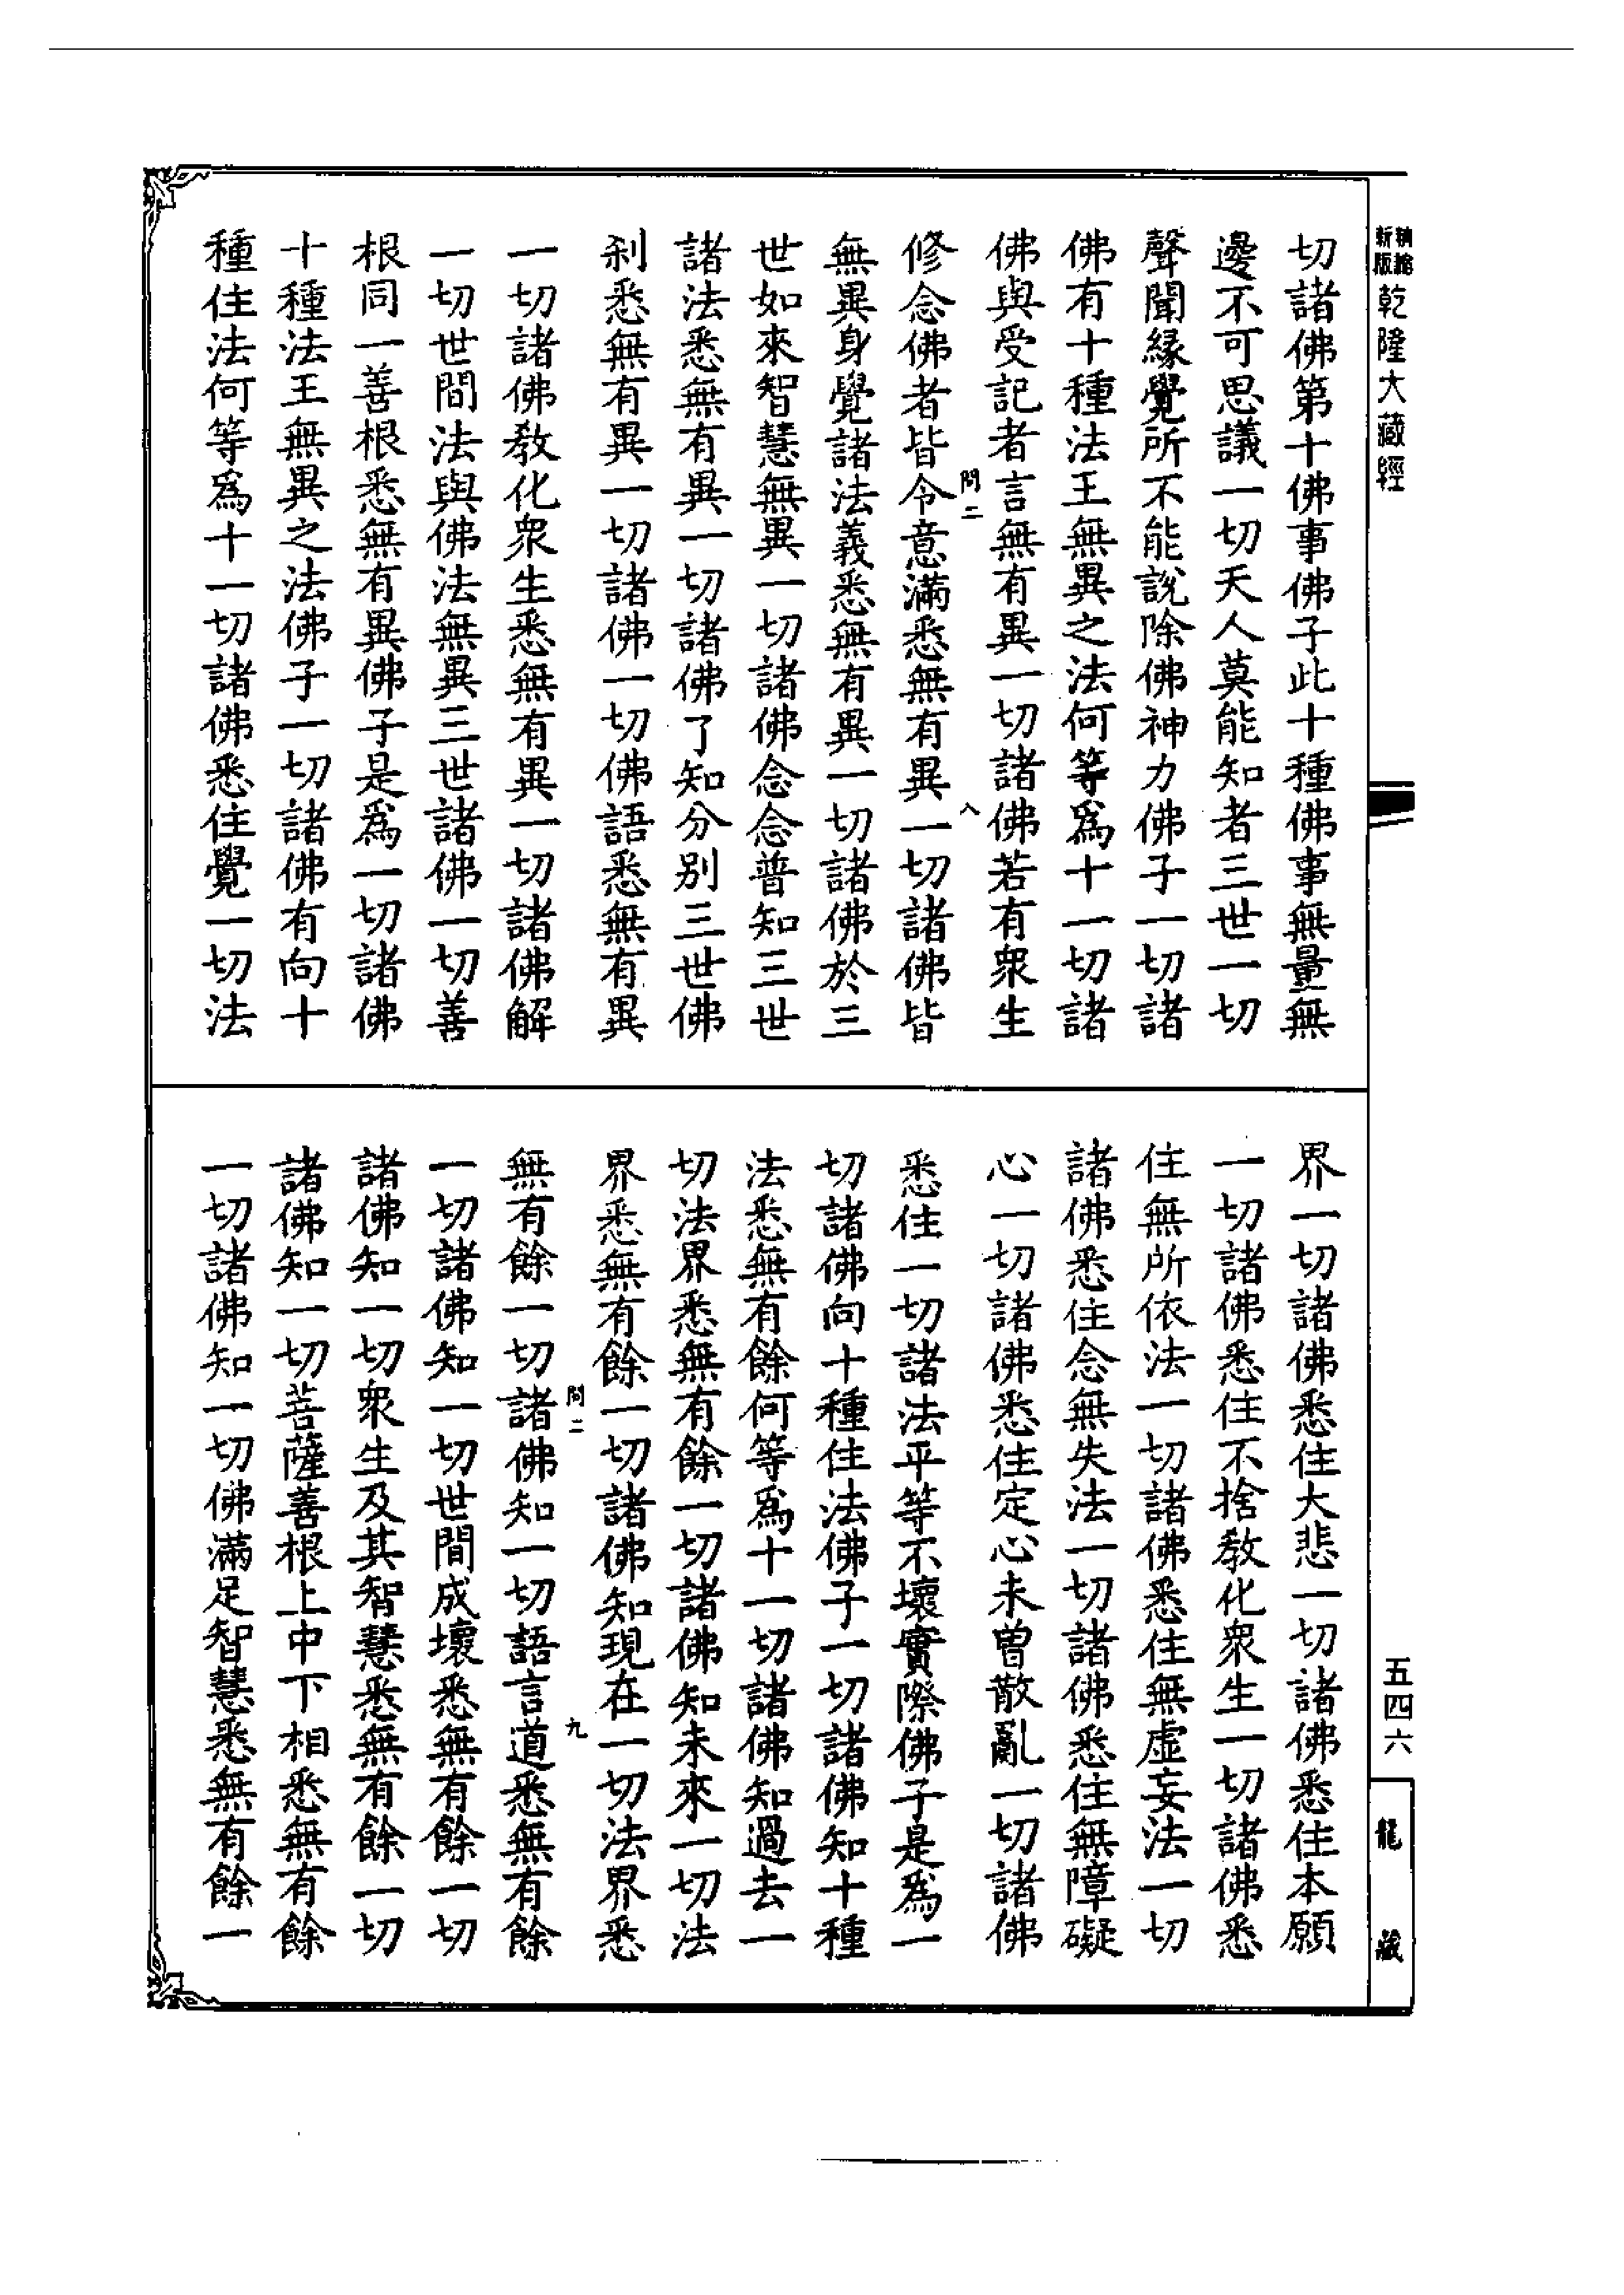 精縮
新版
乾隆大藏經
切諸佛第十佛事佛子此十種佛事無量無
邊不可思議一切天人莫能知者三世一切
聲聞緣覺所不能說除佛神力佛子一切諸
佛有十種法王無異之法何等爲十一切諸
佛與受記者言無有異一切諸佛若有衆生
問二
八
修念佛者皆令意滿悉無有異一切諸佛皆
無異身覺諸法義悉無有異一切諸佛於三
世如來智慧無異一切諸佛念念普知三世
諸法悉無有異一切諸佛了知分别三世佛
刹悉無有異一切諸佛一切佛語悉無有異
一切諸佛教化衆生悉無有異一切諸佛解
一切世間法與佛法無異三世諸佛一切善
根同一善根悉無有異佛子是爲一切諸佛
十種法王無異之法佛子一切諸佛有向十
種住法何等爲十一切諸佛悉住覺一切法
界一切諸佛悉住大悲一切諸佛悉住本願
一切諸佛悉住不捨教化衆生一切諸佛悉
住無所依法一切諸佛悉住無虛妄法一切
諸佛悉住念無失法一切諸佛悉住無障礙
心一切諸佛悉住定心未曾散亂一切諸佛
悉住一切諸法平等不壞實際佛子是爲一
切諸佛向十種住法佛子一切諸佛知十種
法悉無有餘何等爲十一切諸佛知過去一
切法界悉無有餘一切諸佛知未來一切法
界悉無有餘一切諸佛知現在一切法界悉
問二
九
無有餘一切諸佛知一切語言道悉無有餘
一切諸佛知一切世間成壞悉無有餘一切
諸佛知一切衆生及其智慧悉無有餘一切
諸佛知一切菩薩善根上中下相悉無有餘
一切諸佛知一切佛滿足智慧悉無有餘一
五四六
龍藏